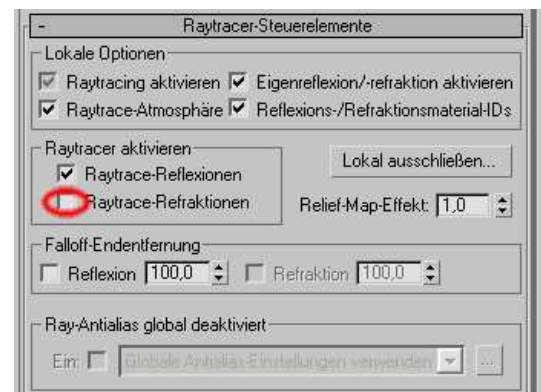 - Raytracer-Steuerelemente
Lokale Optionen
Raytracing aktivieren Eigenreflexion/-refraktion aktivieren
Raytrace-Atmosphäre Reflexions-/Refraktionsmaterial-IDs
Raytracer aktivieren
Raytrace-Reflexionen
Lokal ausschließen...
Raytrace-Refraktionen
Relief-Map-Effekt: 1,0
Falloff-Endentfernung
Reflexion 100,0 Refraktion 100,0
Ray-Antialias global deaktiviert
Ein: Globale Antialias-Einstellungen verwenden ...